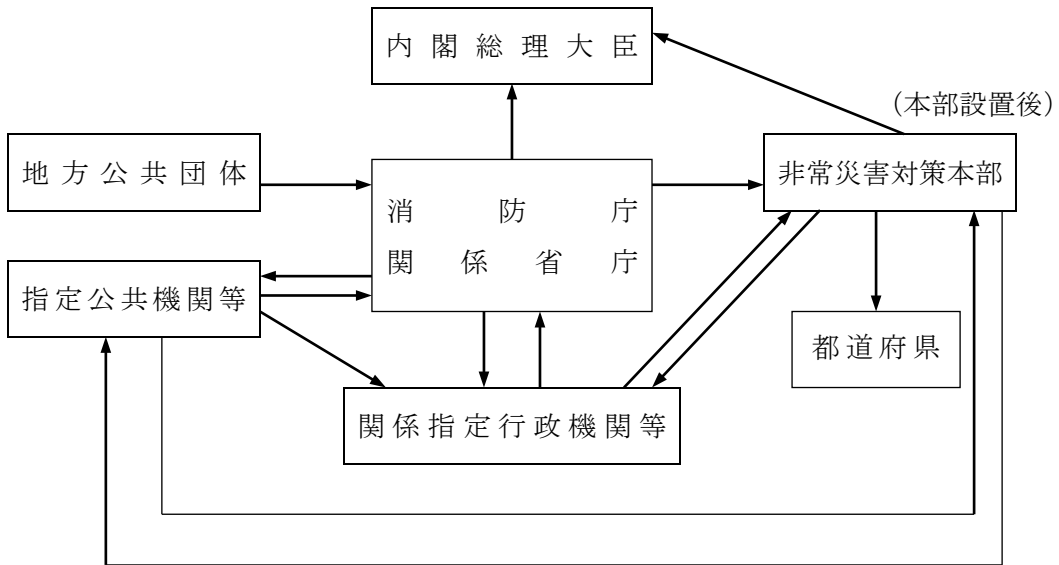 内閣総理大臣
(本部設置後)
地方公共団体
非常災害対策本部
消防庁
関係省庁
指定公共機関等
都道府県
関係指定行政機関等